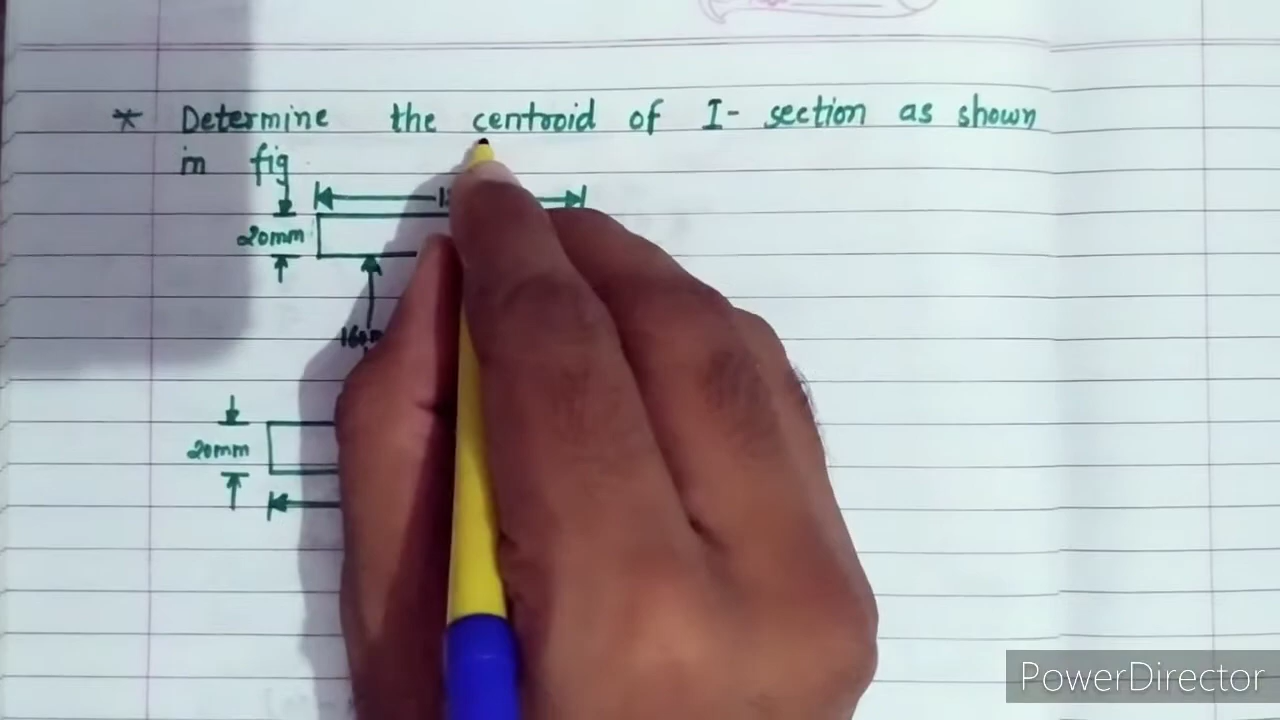 * Determine the centroid of I- section as shown
in fig
20mm
20mm
PowerDirector